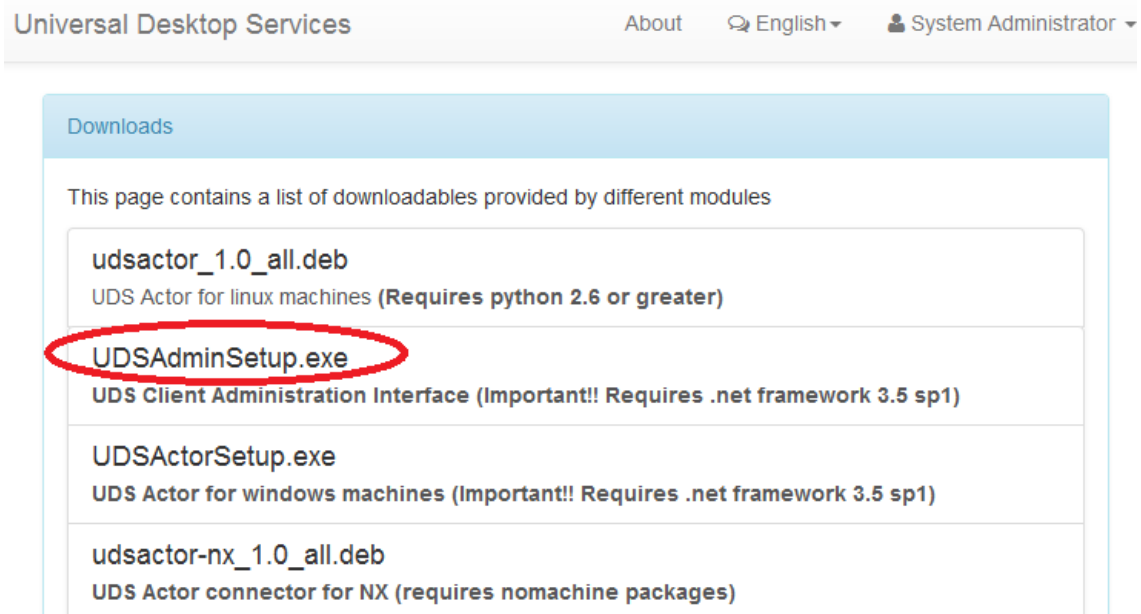 Universal Desktop Services About English System Administrator
Downloads
This page contains a list of downloadables provided by different modules
udsactor_1.0_all.deb
UDS Actor for linux machines (Requires python 2.6 or greater)
UDSAdminSetup.exe
UDS Client Administration Interface (Important!! Requires .net framework 3.5 sp1)
UDSActorSetup.exe
UDS Actor for windows machines (Important!! Requires .net framework 3.5 sp1)
udsactor-nx_1.0_all.deb
UDS Actor connector for NX (requires nomachine packages)